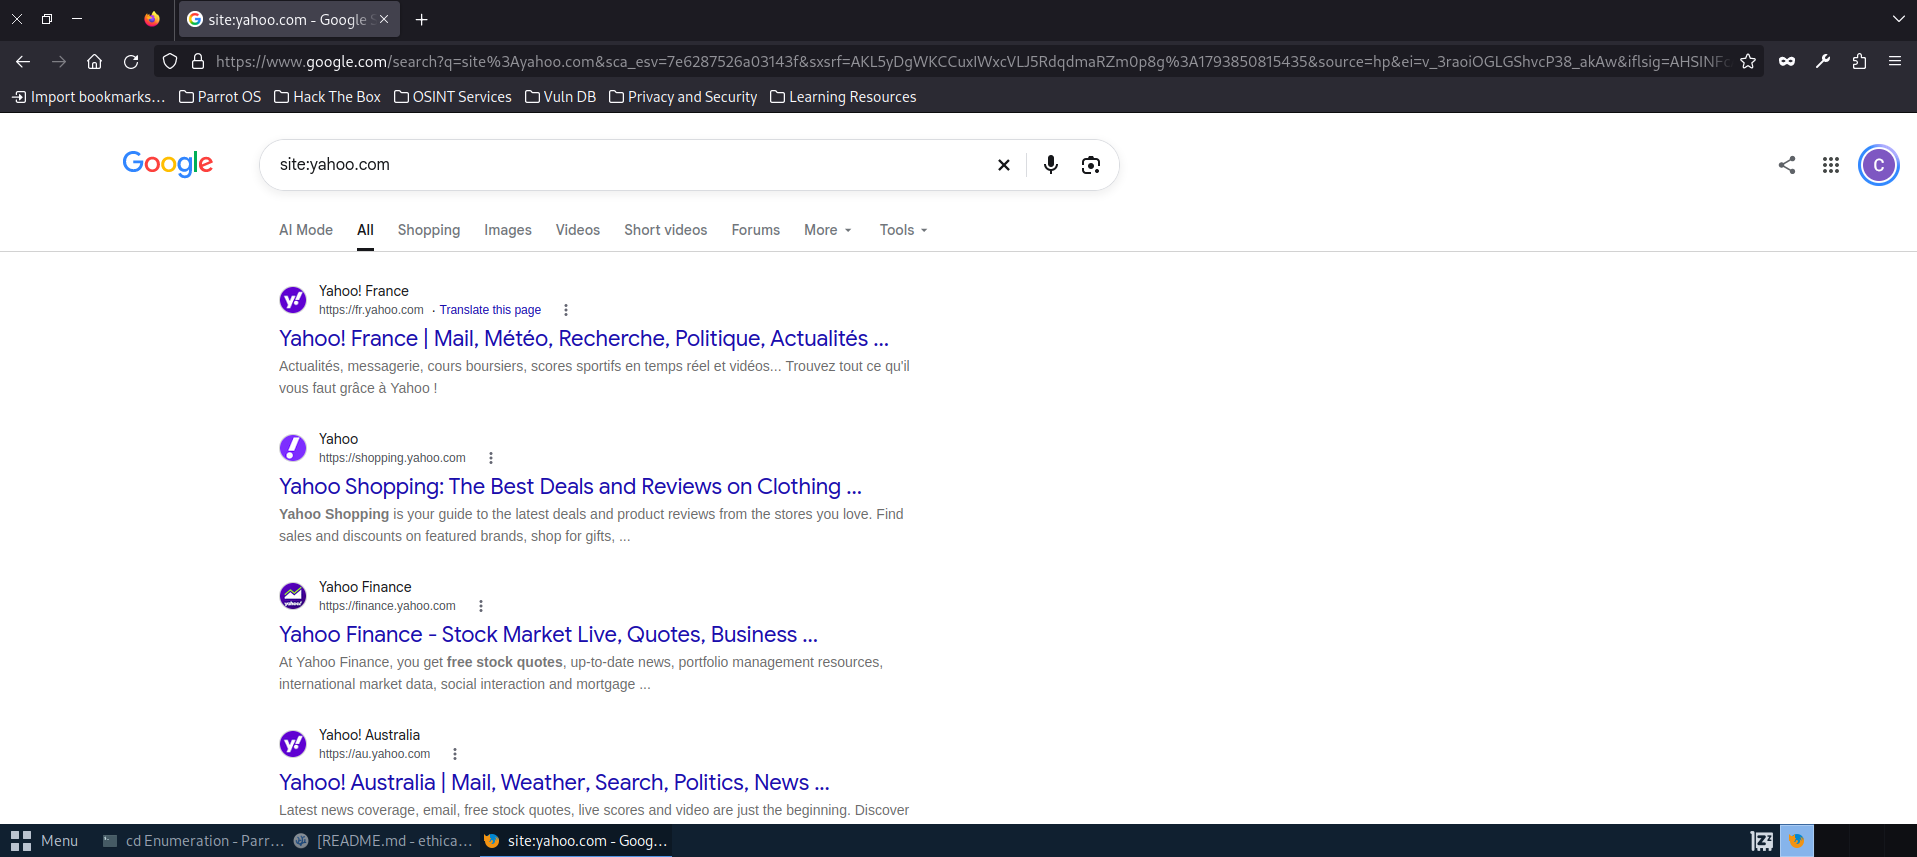 site:yahoo.com - Google S
https://www.google.com/search?q=site%3Ayahoo.com&sca_esv=7e6287526a03143f&sxsrf=AKL5yDgWKCCuxIWxcVLJ5RdqdmaRZm0p8g%3A1793850815435&source=hp&ei=v_3raoiOGLGShvcP38_akAw&iflsig=AHSINFc
Import bookmarks… Parrot OS Hack The Box OSINT Services Vuln DB Privacy and Security Learning Resources
Google site:yahoo.com C
AI Mode All Shopping Images Videos Short videos Forums More Tools
Yahoo! France
https://fr.yahoo.com · Translate this page
Yahoo! France | Mail, Météo, Recherche, Politique, Actualités ...
Actualités, messagerie, cours boursiers, scores sportifs en temps réel et vidéos... Trouvez tout ce qu'il
vous faut grâce à Yahoo !
Yahoo
https://shopping.yahoo.com
Yahoo Shopping: The Best Deals and Reviews on Clothing ...
Yahoo Shopping is your guide to the latest deals and product reviews from the stores you love. Find
sales and discounts on featured brands, shop for gifts, ...
Yahoo Finance
https://finance.yahoo.com
Yahoo Finance - Stock Market Live, Quotes, Business ...
At Yahoo Finance, you get free stock quotes, up-to-date news, portfolio management resources,
international market data, social interaction and mortgage ...
Yahoo! Australia
https://au.yahoo.com
Yahoo! Australia | Mail, Weather, Search, Politics, News ...
Latest news coverage, email, free stock quotes, live scores and video are just the beginning. Discover
Menu cd Enumeration - Parr… [README.md - ethica… site:yahoo.com - Goog…